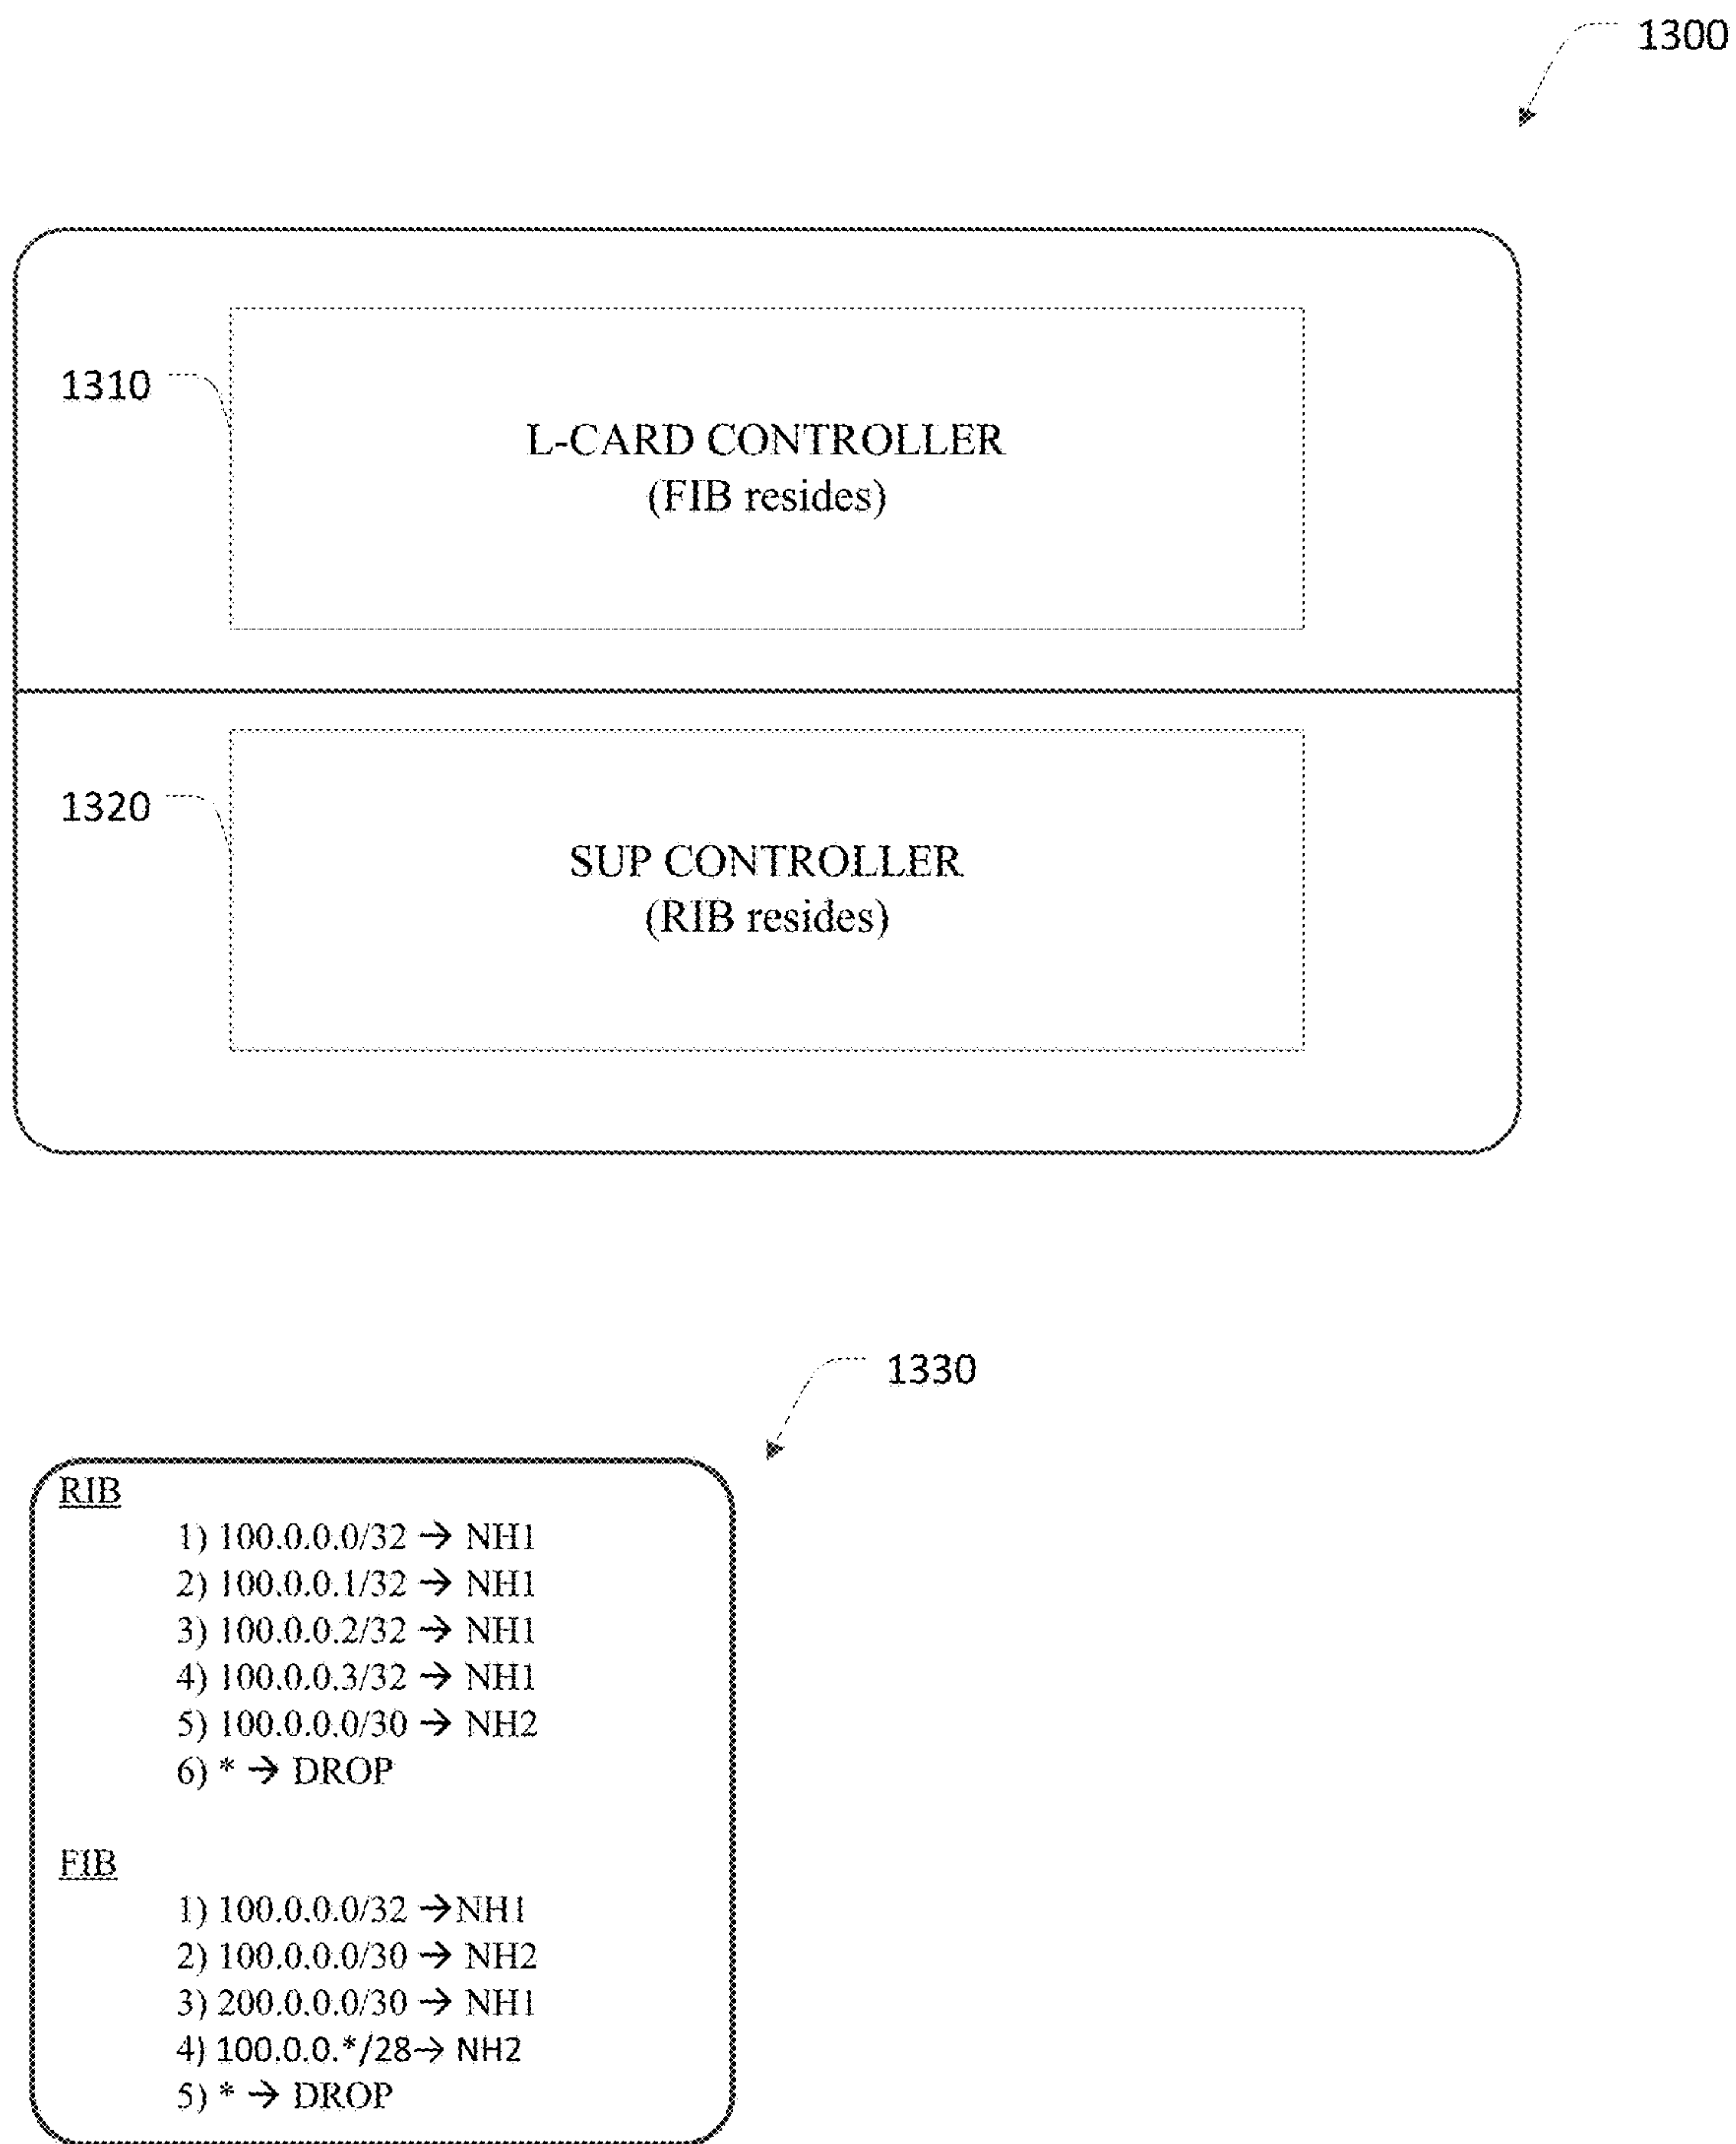 1300
1310
L-CARD CONTROLLER
(FIB resides)
1320
SUP CONTROLLER
(RIB resides)
1330
RIB
1) 100.0.0.0/32 → NH1
2) 100.0.0.1/32 → NH1
3) 100.0.0.2/32 → NH1
4) 100.0.0.3/32 → NH1
5) 100.0.0.0/30 → NH2
6) * → DROP
FIB
1) 100.0.0.0/32 →NH1
2) 100.0.0.0/30 → NH2
3) 200.0.0.0/30 → NH1
4) 100.0.0.*/28→ NH2
5) * → DROP